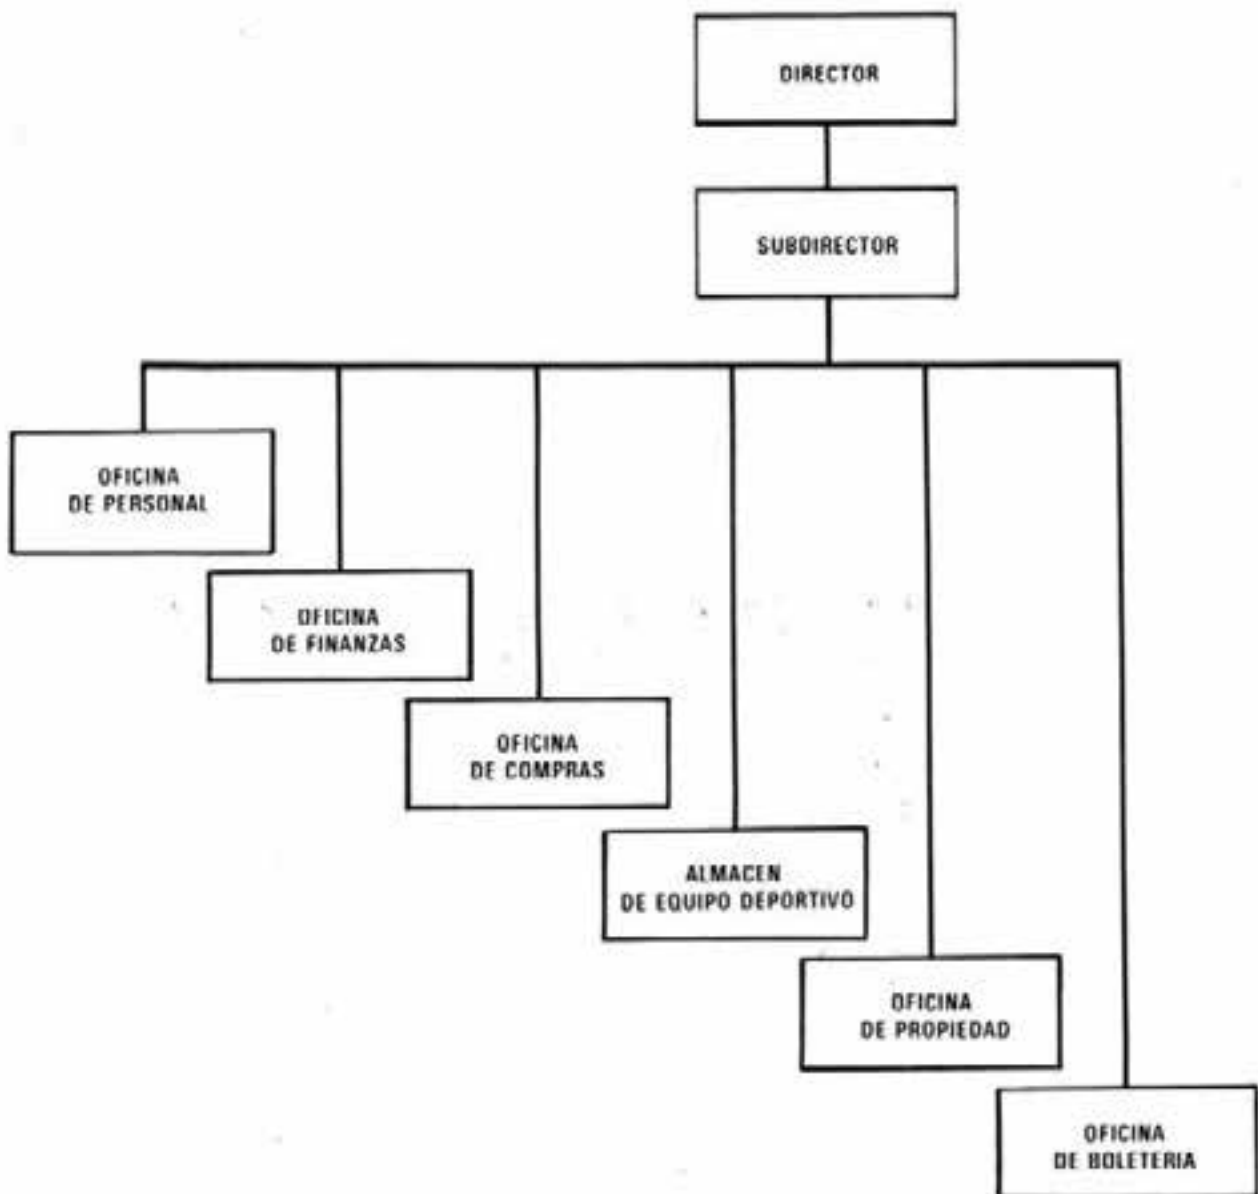 DIRECTOR
SUBDIRECTOR
OFICINA
DE PERSONAL
OFICINA
DE FINANZAS
OFICINA
DE COMPRAS
ALMACEN
DE EQUIPO DEPORTIVO
OFICINA
DE PROPIEDAD
OFICINA
DE BOLETERIA